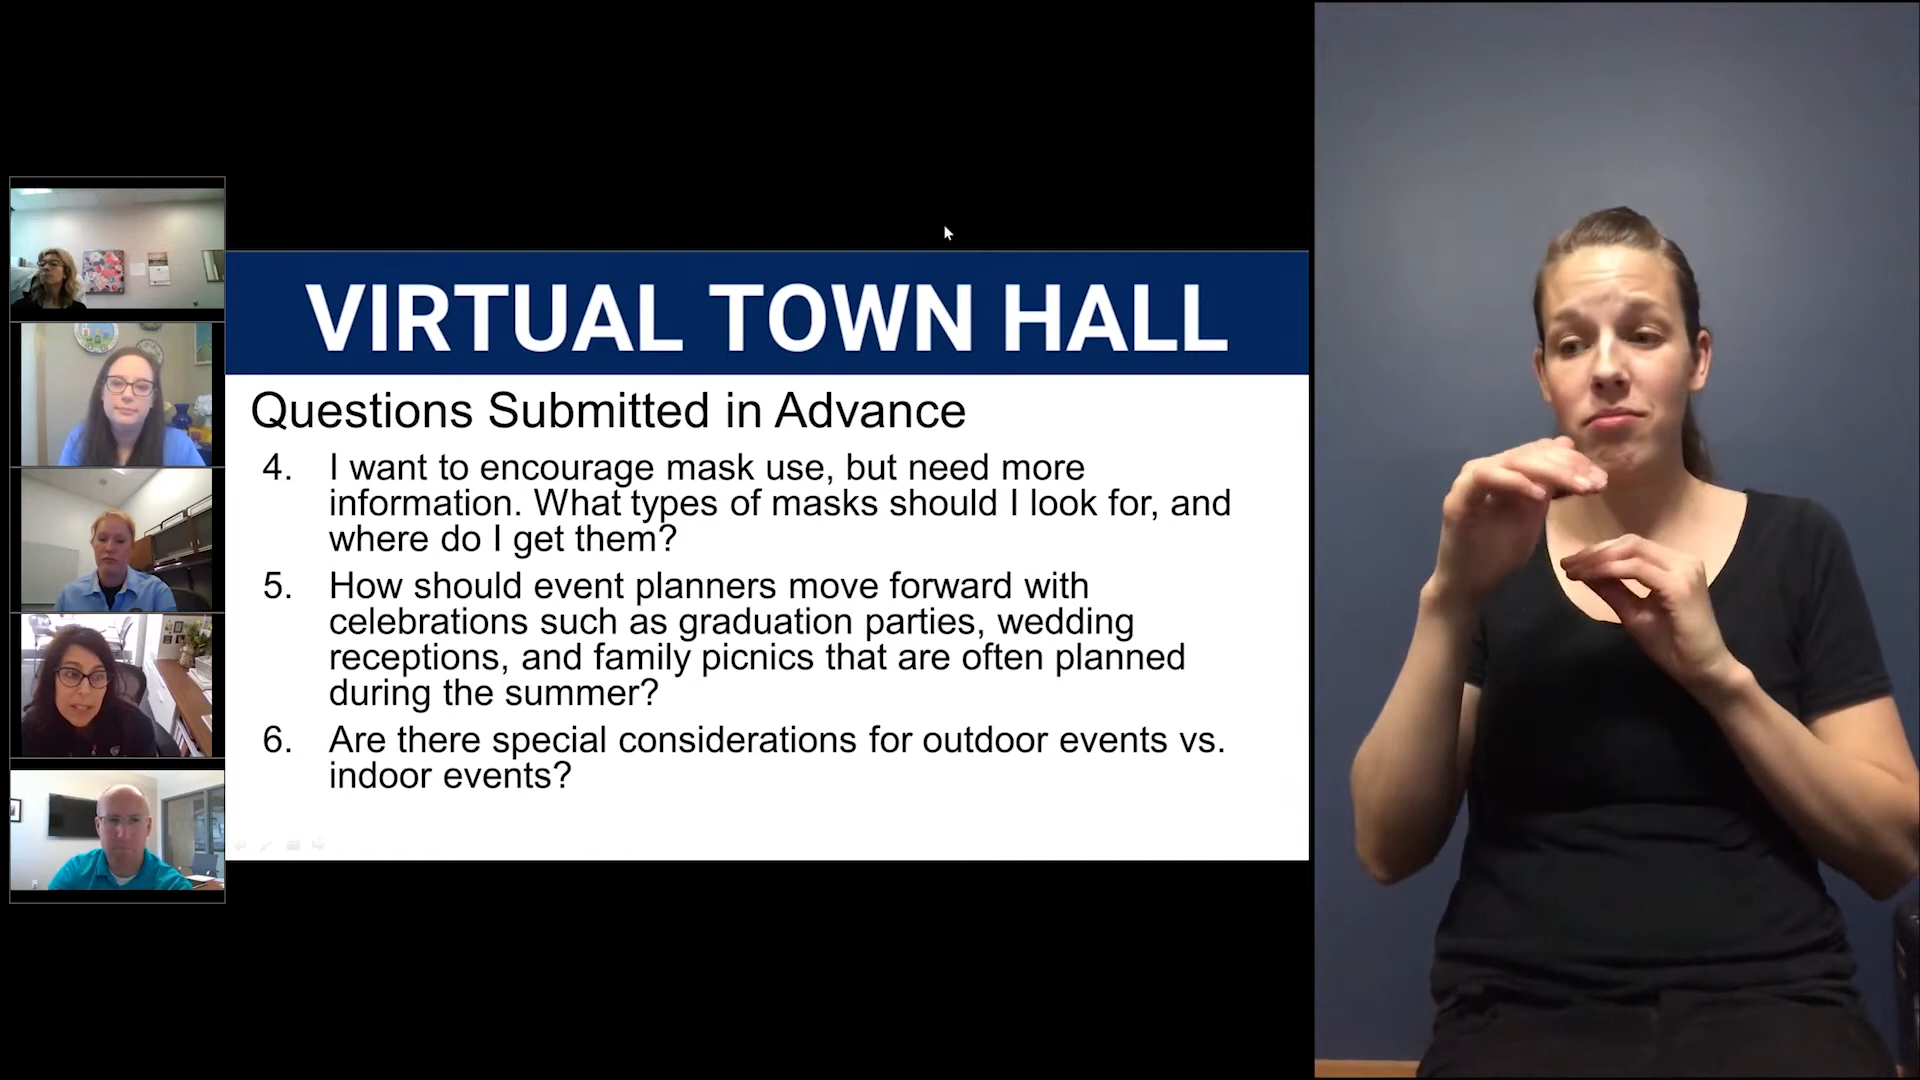 VIRTUAL TOWN HALL
Questions Submitted in Advance
4. I want to encourage mask use, but need more
information. What types of masks should I look for, and
where do I get them?
5. How should event planners move forward with
celebrations such as graduation parties, wedding
receptions, and family picnics that are often planned
during the summer?
6. Are there special considerations for outdoor events vs.
indoor events?